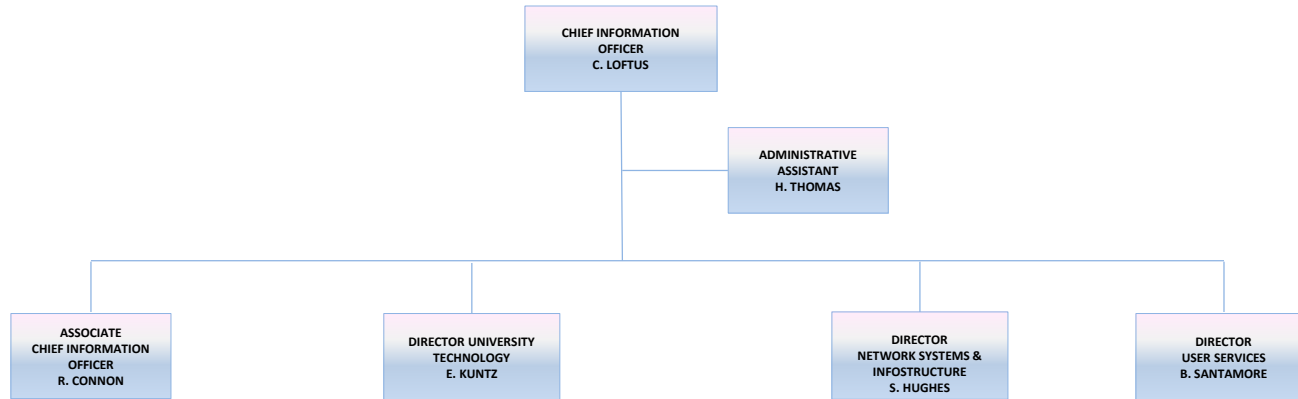 CHIEF INFORMATION
OFFICER
C. LOFTUS
ADMINISTRATIVE
ASSISTANT
H. THOMAS
ASSOCIATE
CHIEF INFORMATION
OFFICER
R. CONNON
DIRECTOR UNIVERSITY
TECHNOLOGY
E. KUNTZ
DIRECTOR
NETWORK SYSTEMS &
INFOSTRUCTURE
S. HUGHES
DIRECTOR
USER SERVICES
B. SANTAMORE